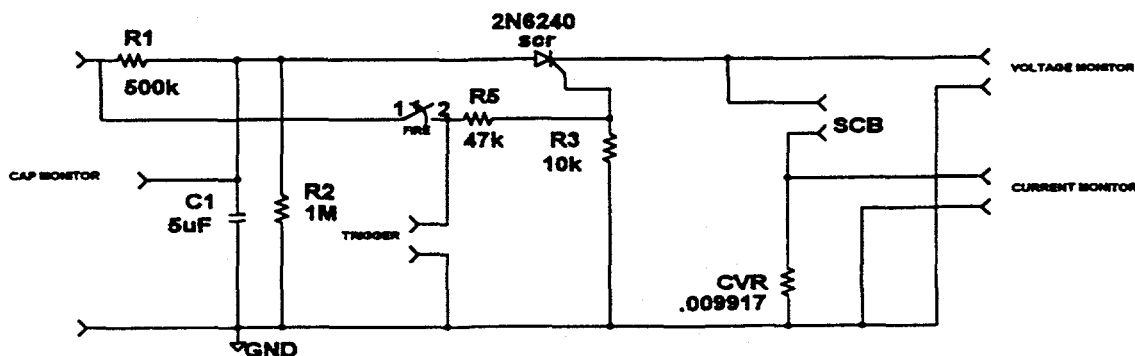 2N6240
scr
R1
500k
VOLTAGE MONITOR
1 2
FIRE
R5
47k
SCB
R3
10k
CAP MONITOR
C1
5uF
R2
1M
TRIGGER
CURRENT MONITOR
CVR
.009917
GND